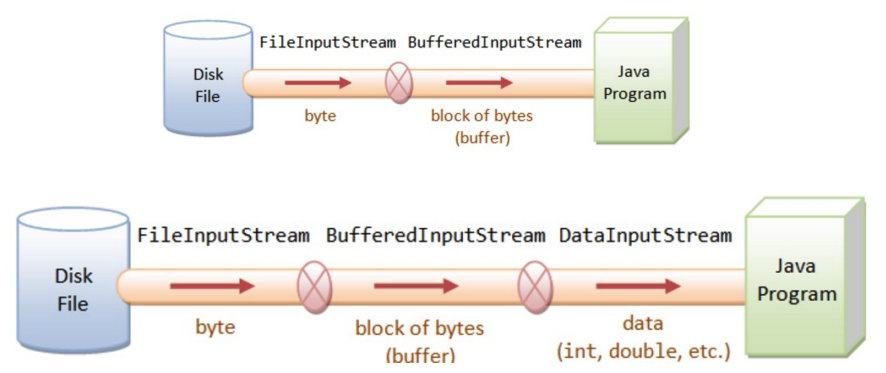 FileInputStream BufferedInputStream
Disk
File
Java
Program
byte
block of bytes
(buffer)
FileInputStream BufferedInputStream DataInputStream
Disk
File
Java
Program
byte
block of bytes
(buffer)
data
(int, double, etc.)